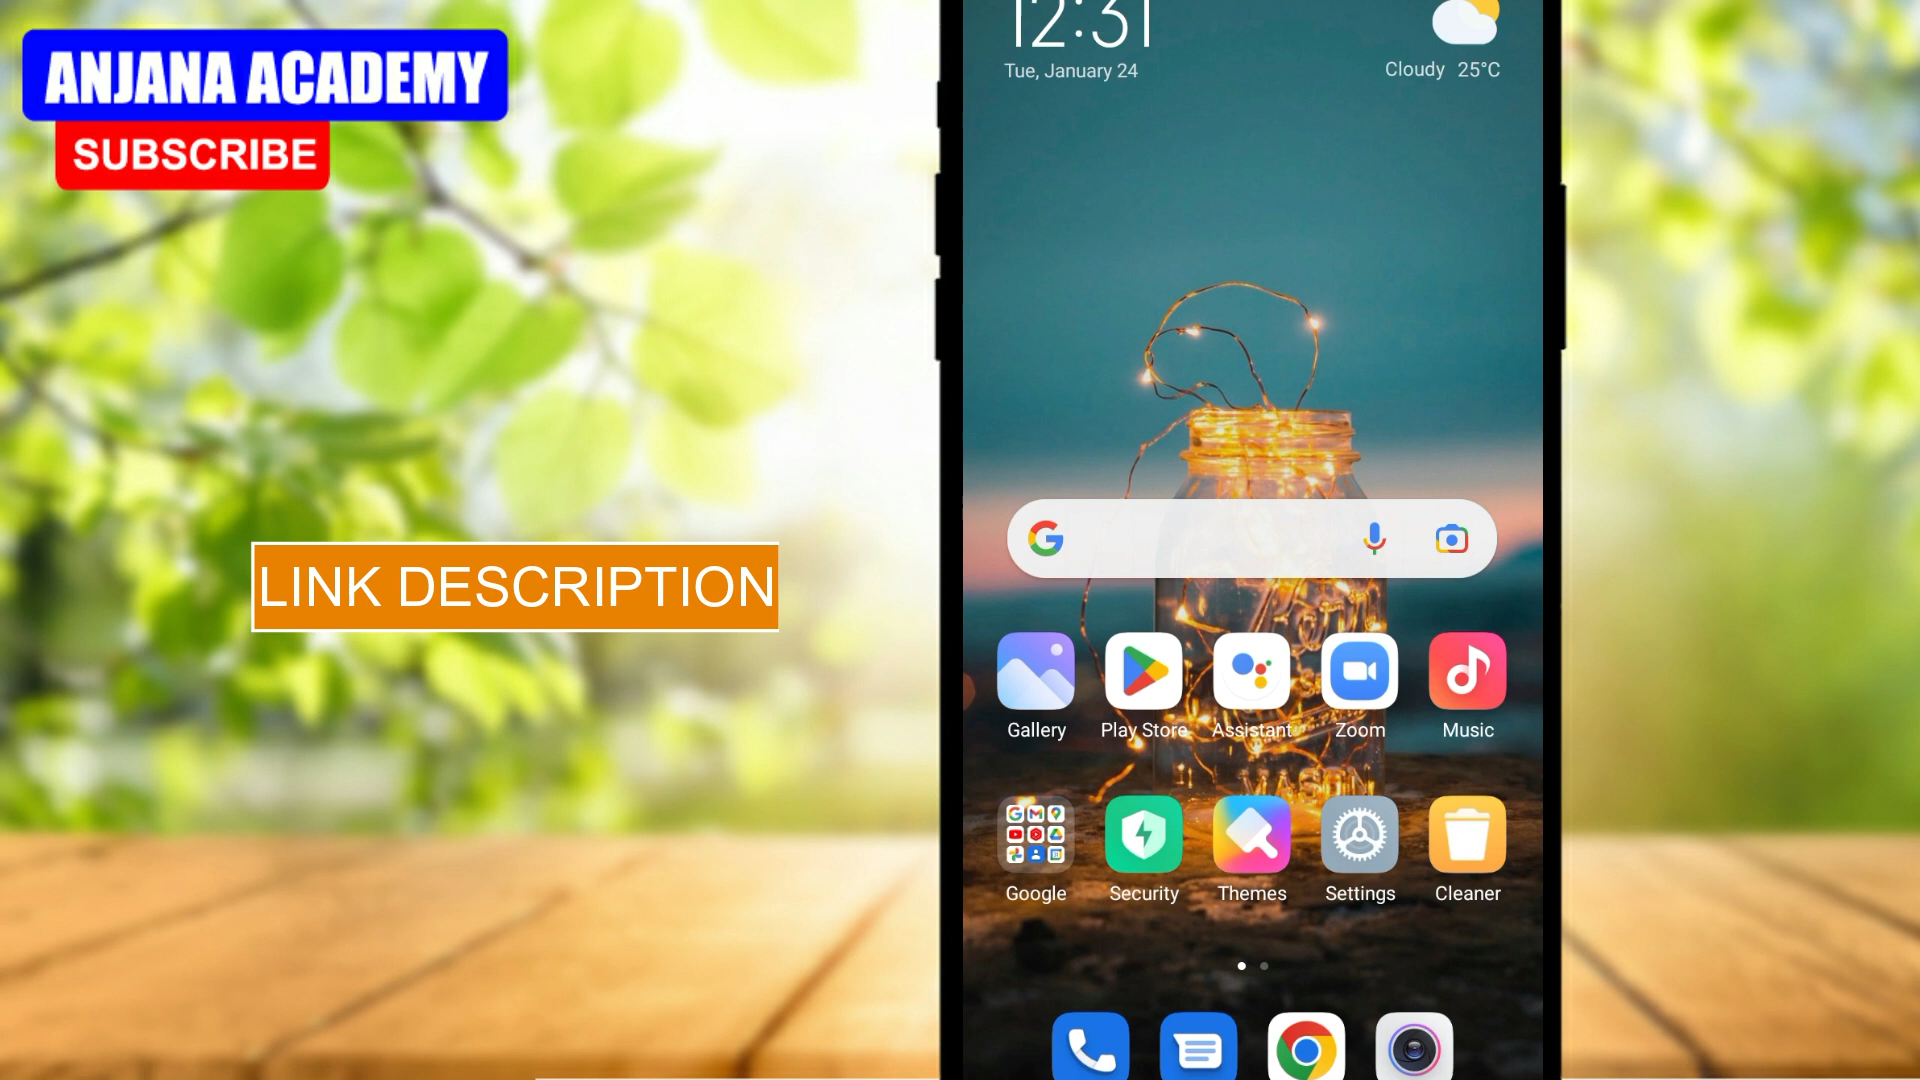 ANJANA ACADEMY
SUBSCRIBE
LINK DESCRIPTION
12:31
Tue, January 24
Cloudy 25°C
Gallery
Play Store
Assistant
Zoom
Music
Google
Security
Themes
Settings
Cleaner